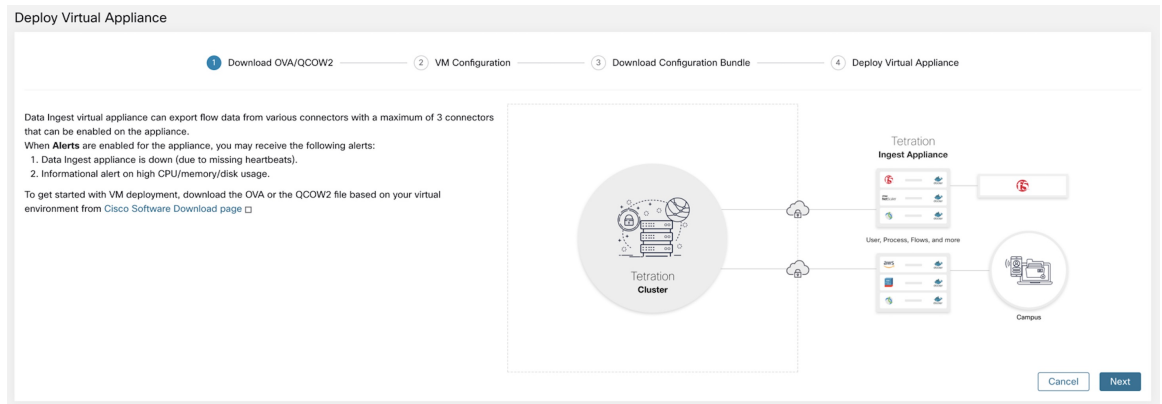 Deploy Virtual Appliance
1 Download OVA/QCOW2
2 VM Configuration
3 Download Configuration Bundle
4 Deploy Virtual Appliance
Data Ingest virtual appliance can export flow data from various connectors with a maximum of 3 connectors
that can be enabled on the appliance.
When Alerts are enabled for the appliance, you may receive the following alerts:
1. Data Ingest appliance is down (due to missing heartbeats).
2. Informational alert on high CPU/memory/disk usage.
To get started with VM deployment, download the OVA or the QCOW2 file based on your virtual
environment from Cisco Software Download page
Tetration
Cluster
Tetration
Ingest Appliance
User, Process, Flows, and more
aws
Campus
Cancel
Next